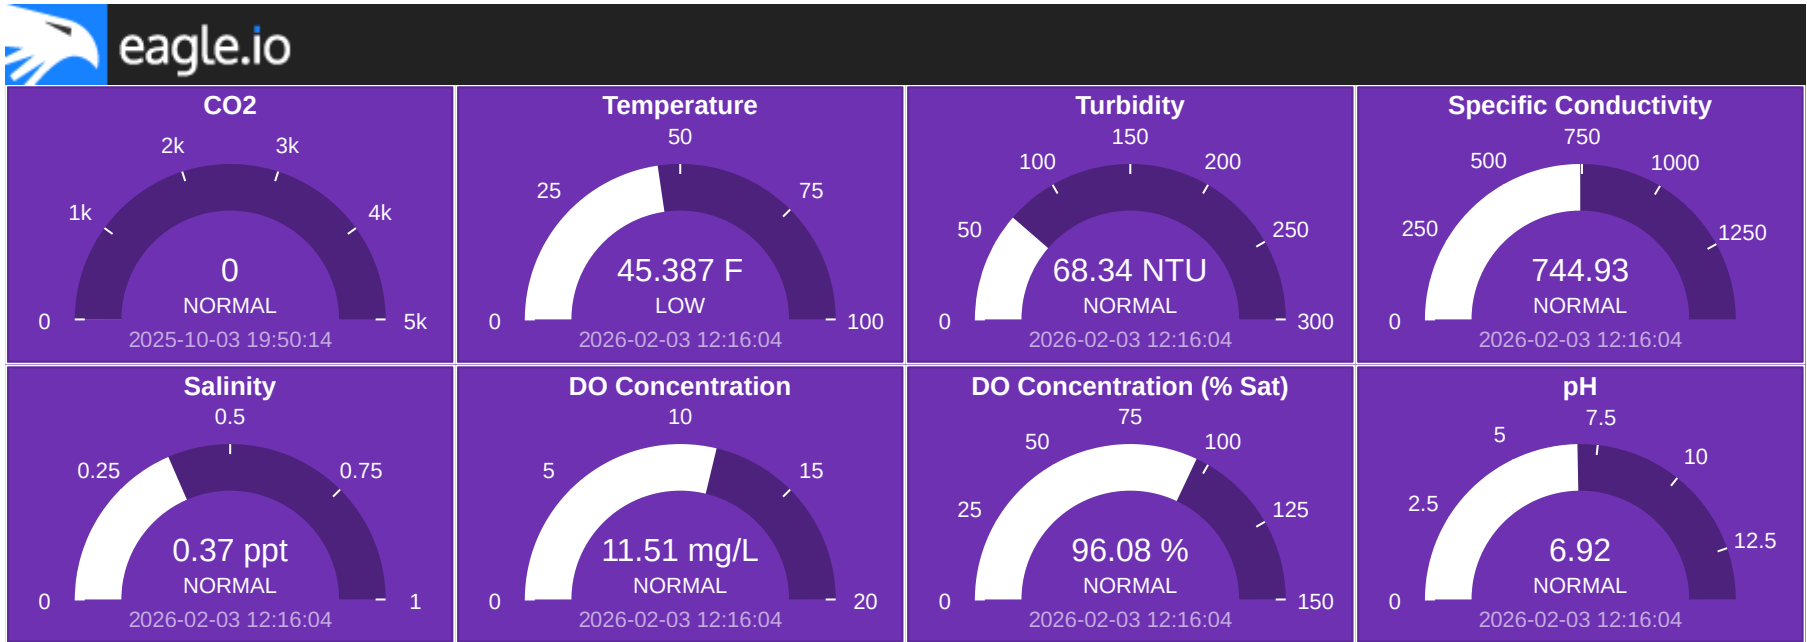 eagle.io
CO2
0
1k
2k
3k
4k
5k
0
NORMAL
2025-10-03 19:50:14
Temperature
0
25
50
75
100
45.387 F
LOW
2026-02-03 12:16:04
Turbidity
0
50
100
150
200
250
300
68.34 NTU
NORMAL
2026-02-03 12:16:04
Specific Conductivity
0
250
500
750
1000
1250
744.93
NORMAL
2026-02-03 12:16:04
Salinity
0
0.25
0.5
0.75
1
0.37 ppt
NORMAL
2026-02-03 12:16:04
DO Concentration
0
5
10
15
20
11.51 mg/L
NORMAL
2026-02-03 12:16:04
DO Concentration (% Sat)
0
25
50
75
100
125
150
96.08 %
NORMAL
2026-02-03 12:16:04
pH
0
2.5
5
7.5
10
12.5
6.92
NORMAL
2026-02-03 12:16:04